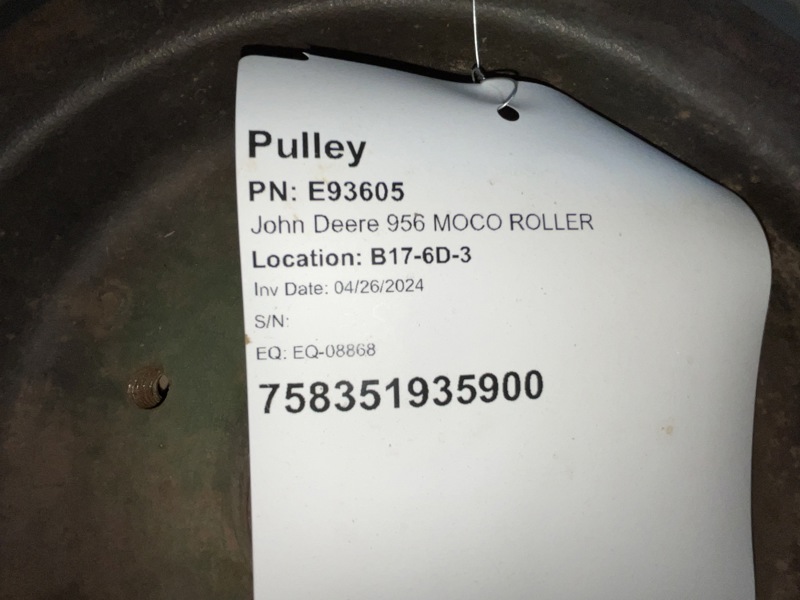 Pulley
PN: E93605
John Deere 956 MOCO ROLLER
Location: B17-6D-3
Inv Date: 04/26/2024
S/N:
EQ: EQ-08868
758351935900